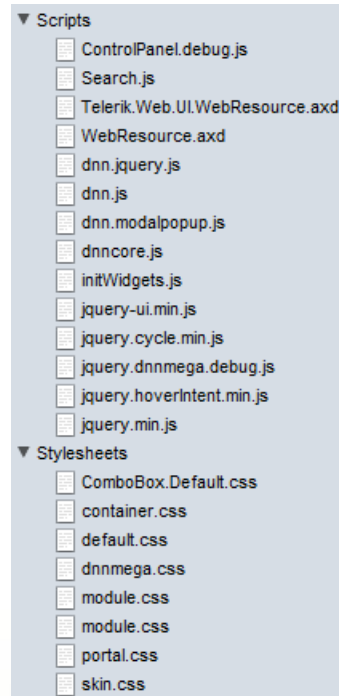 Scripts
ControlPanel.debug.js
Search.js
Telerik.Web.UI.WebResource.axd
WebResource.axd
dnn.jquery.js
dnn.js
dnn.modalpopup.js
dnncore.js
initWidgets.js
jquery-ui.min.js
jquery.cycle.min.js
jquery.dnnmega.debug.js
jquery.hoverIntent.min.js
jquery.min.js
Stylesheets
ComboBox.Default.css
container.css
default.css
dnnmega.css
module.css
module.css
portal.css
skin.css